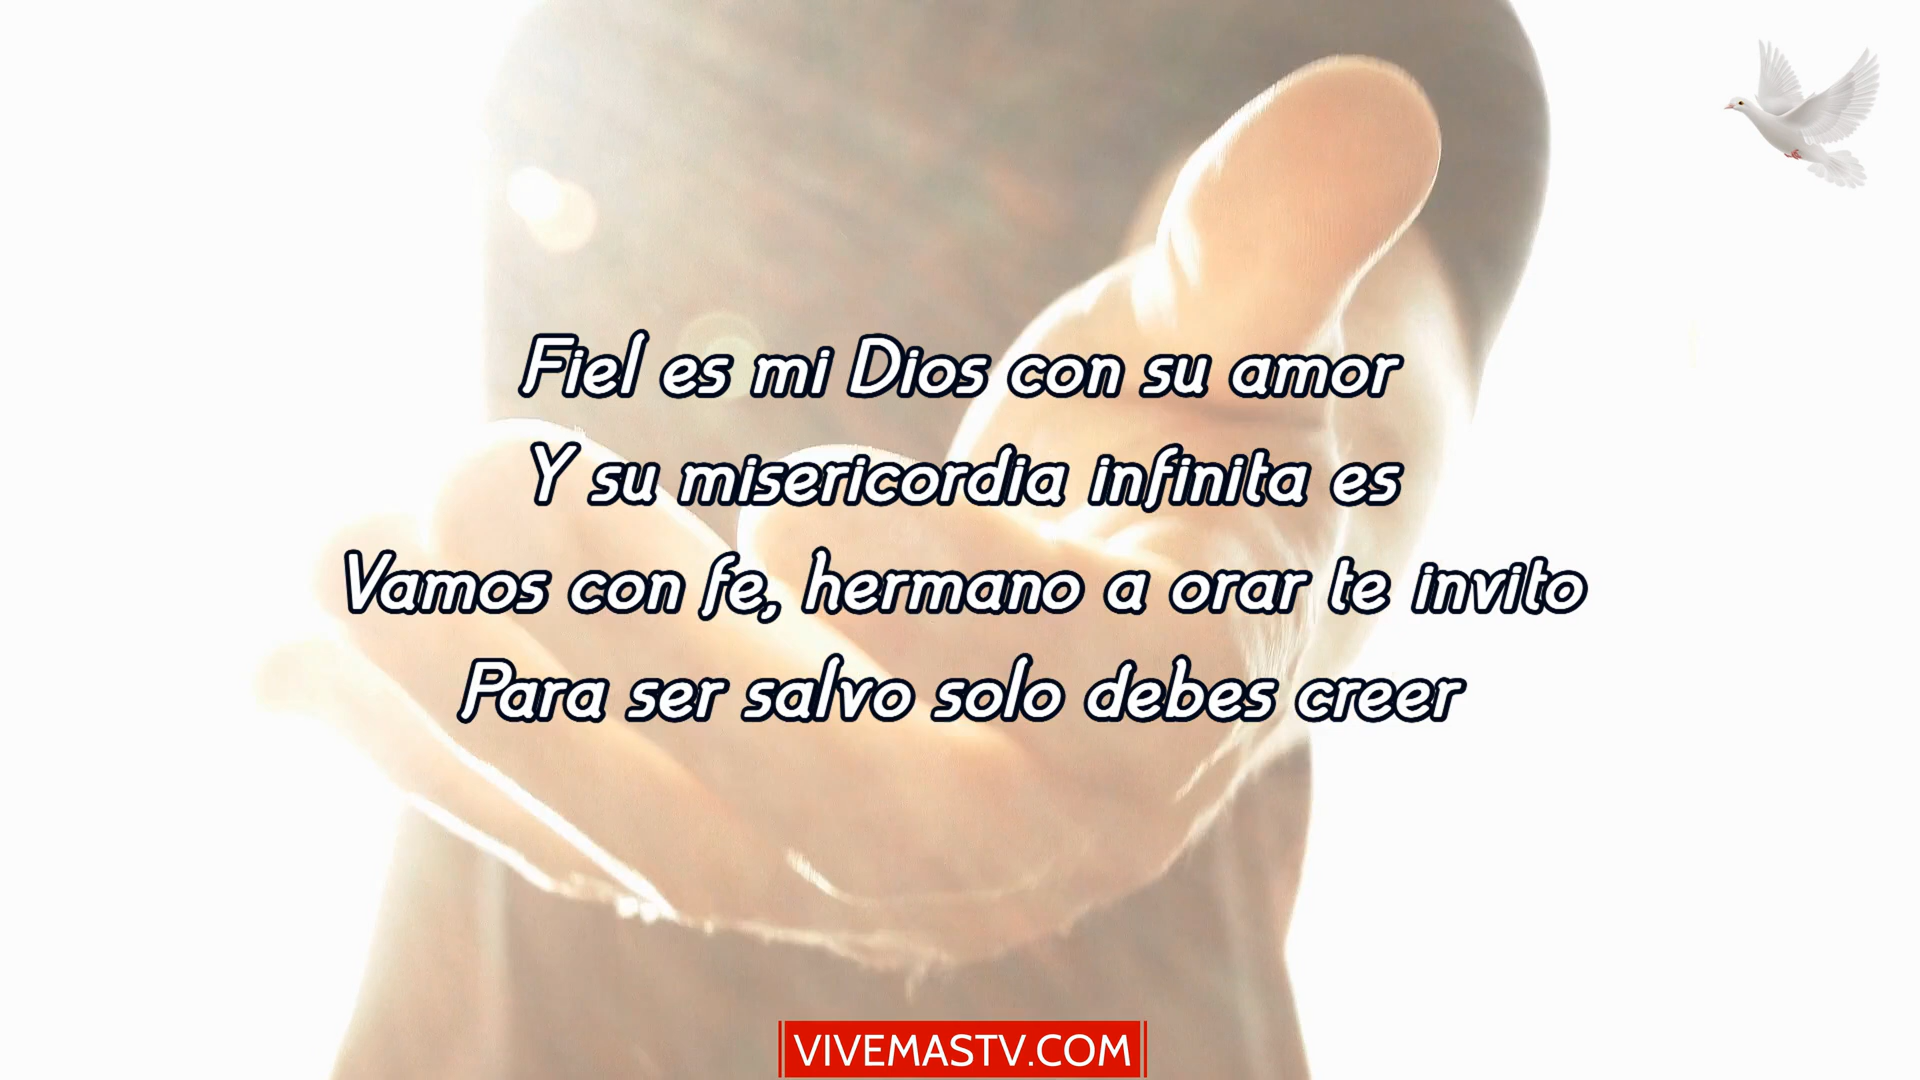 Fiel es mi Dios con su amor
Y su misericordia infinita es
Vamos con fe, hermano a orar te invito
Para ser salvo solo debes creer
VIVEMASTV.COM